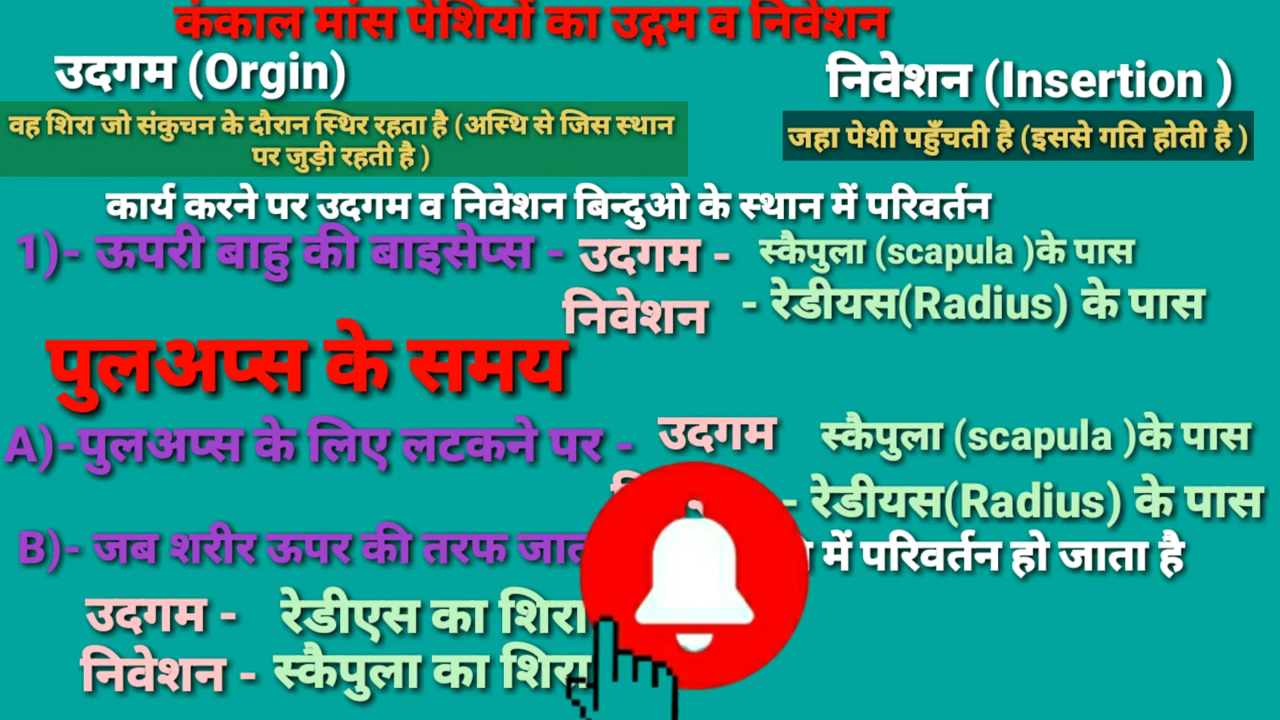 कंकाल मांस पेशियों का उद्गम व निवेशन
उदगम (Orgin)
निवेशन (Insertion )
वह शिरा जो संकुचन के दौरान स्थिर रहता है (अस्थि से जिस स्थान
पर जुड़ी रहती है )
जहा पेशी पहुँचती है (इससे गति होती है )
कार्य करने पर उदगम व निवेशन बिन्दुओ के स्थान में परिवर्तन
1)- ऊपरी बाहु की बाइसेप्स - उदगम - स्कैपुला (scapula )के पास
निवेशन - रेडीयस(Radius) के पास
पुलअप्स के समय
A)-पुलअप्स के लिए लटकने पर - उदगम स्कैपुला (scapula )के पास
- रेडीयस(Radius) के पास
B)- जब शरीर ऊपर की तरफ में परिवर्तन हो जाता है
उदगम - रेडीएस का शिरा
निवेशन - स्कैपुला का शिरा